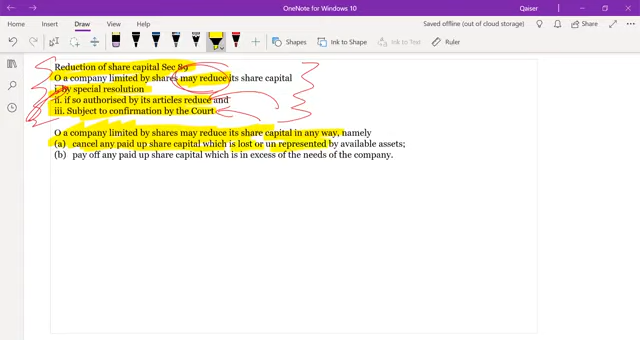 OneNote for Windows 10
Qaiser
Home Insert Draw View Help
Saved offline (out of cloud storage)
Shapes Ink to Shape Ink to Text Math Ruler
Reduction of share capital Sec 89
O a company limited by shares may reduce its share capital
i. by special resolution
ii. if so authorised by its articles reduce and
iii. Subject to confirmation by the Court
O a company limited by shares may reduce its share capital in any way, namely
(a) cancel any paid up share capital which is lost or un represented by available assets;
(b) pay off any paid up share capital which is in excess of the needs of the company.